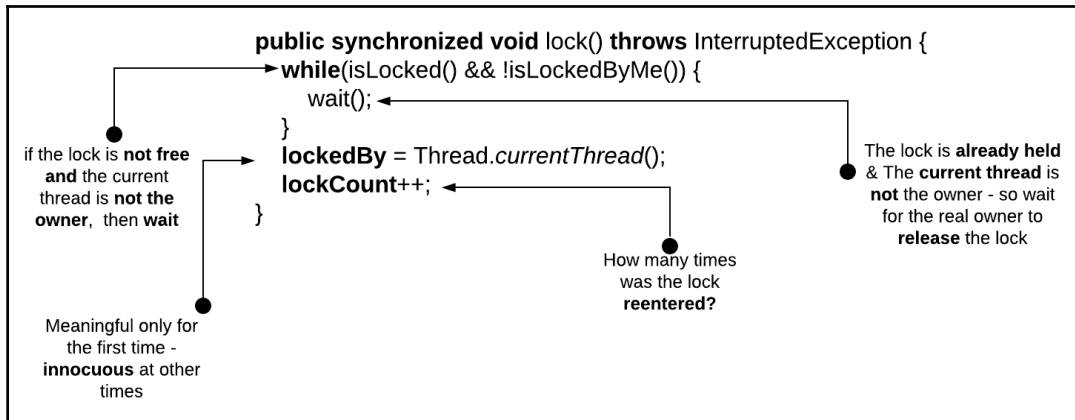 public synchronized void lock() throws InterruptedException {
while(isLocked() && !isLockedByMe()) {
wait();
}
lockedBy = Thread.currentThread();
lockCount++;
}
if the lock is not free
and the current
thread is not the
owner, then wait
The lock is already held
& The current thread is
not the owner - so wait
for the real owner to
release the lock
How many times
was the lock
reentered?
Meaningful only for
the first time -
innocuous at other
times